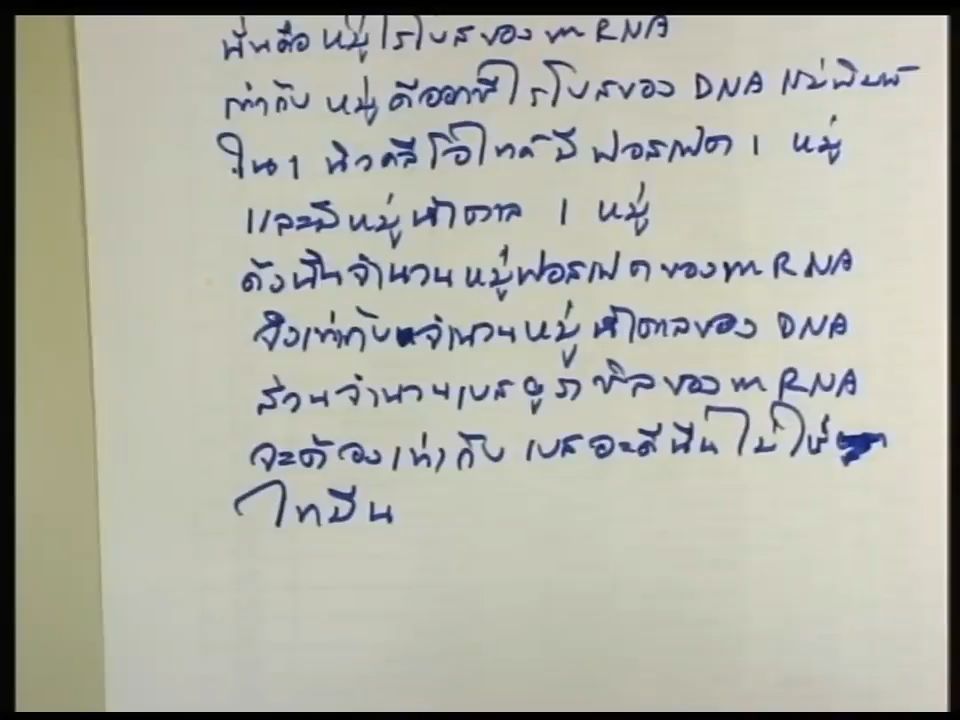 นั่นคือ หมู่ไรโบสของ mRNA
เท่ากับ หมู่ดีออกซีไรโบสของ DNA แม่พิมพ์
ใน 1 นิวคลีโอไทด์ มี ฟอสเฟต 1 หมู่
และมีหมู่น้ำตาล 1 หมู่
ดังนั้นจำนวนหมู่ฟอสเฟตของ mRNA
จึงเท่ากับจำนวนหมู่น้ำตาลของ DNA
ส่วนจำนวนเบสยูราซิลของ mRNA
จะต้องเท่ากับ เบสอะดีนีน ไม่ใช่
ไทมีน